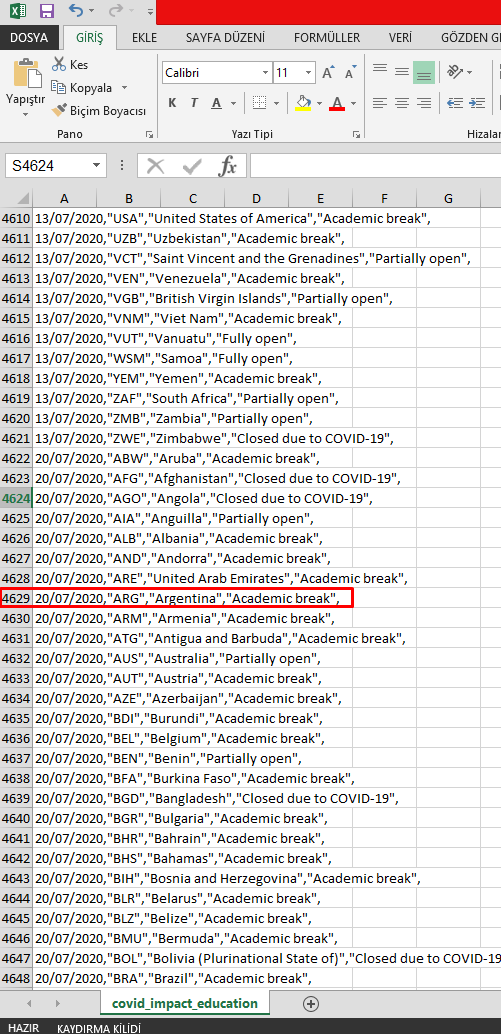 DOSYA GİRİŞ EKLE SAYFA DÜZENİ FORMÜLLER VERİ GÖZDEN
Yapıştır
Kes
Kopyala
Biçim Boyacısı
Pano
Calibri 11 A A
K T A A
Yazı Tipi
Hizala
S4624 fx
A B C D E F G
4610 13/07/2020,"USA","United States of America","Academic break",
4611 13/07/2020,"UZB","Uzbekistan","Academic break",
4612 13/07/2020,"VCT","Saint Vincent and the Grenadines","Partially open",
4613 13/07/2020,"VEN","Venezuela","Academic break",
4614 13/07/2020,"VGB","British Virgin Islands","Partially open",
4615 13/07/2020,"VNM","Viet Nam","Academic break",
4616 13/07/2020,"VUT","Vanuatu","Fully open",
4617 13/07/2020,"WSM","Samoa","Fully open",
4618 13/07/2020,"YEM","Yemen","Academic break",
4619 13/07/2020,"ZAF","South Africa","Partially open",
4620 13/07/2020,"ZMB","Zambia","Partially open",
4621 13/07/2020,"ZWE","Zimbabwe","Closed due to COVID-19",
4622 20/07/2020,"ABW","Aruba","Academic break",
4623 20/07/2020,"AFG","Afghanistan","Closed due to COVID-19",
4624 20/07/2020,"AGO","Angola","Closed due to COVID-19",
4625 20/07/2020,"AIA","Anguilla","Partially open",
4626 20/07/2020,"ALB","Albania","Academic break",
4627 20/07/2020,"AND","Andorra","Academic break",
4628 20/07/2020,"ARE","United Arab Emirates","Academic break",
4629 20/07/2020,"ARG","Argentina","Academic break",
4630 20/07/2020,"ARM","Armenia","Academic break",
4631 20/07/2020,"ATG","Antigua and Barbuda","Academic break",
4632 20/07/2020,"AUS","Australia","Partially open",
4633 20/07/2020,"AUT","Austria","Academic break",
4634 20/07/2020,"AZE","Azerbaijan","Academic break",
4635 20/07/2020,"BDI","Burundi","Academic break",
4636 20/07/2020,"BEL","Belgium","Academic break",
4637 20/07/2020,"BEN","Benin","Partially open",
4638 20/07/2020,"BFA","Burkina Faso","Academic break",
4639 20/07/2020,"BGD","Bangladesh","Closed due to COVID-19",
4640 20/07/2020,"BGR","Bulgaria","Academic break",
4641 20/07/2020,"BHR","Bahrain","Academic break",
4642 20/07/2020,"BHS","Bahamas","Academic break",
4643 20/07/2020,"BIH","Bosnia and Herzegovina","Academic break",
4644 20/07/2020,"BLR","Belarus","Academic break",
4645 20/07/2020,"BLZ","Belize","Academic break",
4646 20/07/2020,"BMU","Bermuda","Academic break",
4647 20/07/2020,"BOL","Bolivia (Plurinational State of)","Closed due to COVID-19
4648 20/07/2020,"BRA","Brazil","Academic break",
covid_impact_education
HAZIR KAYDIRMA KİLİDİ